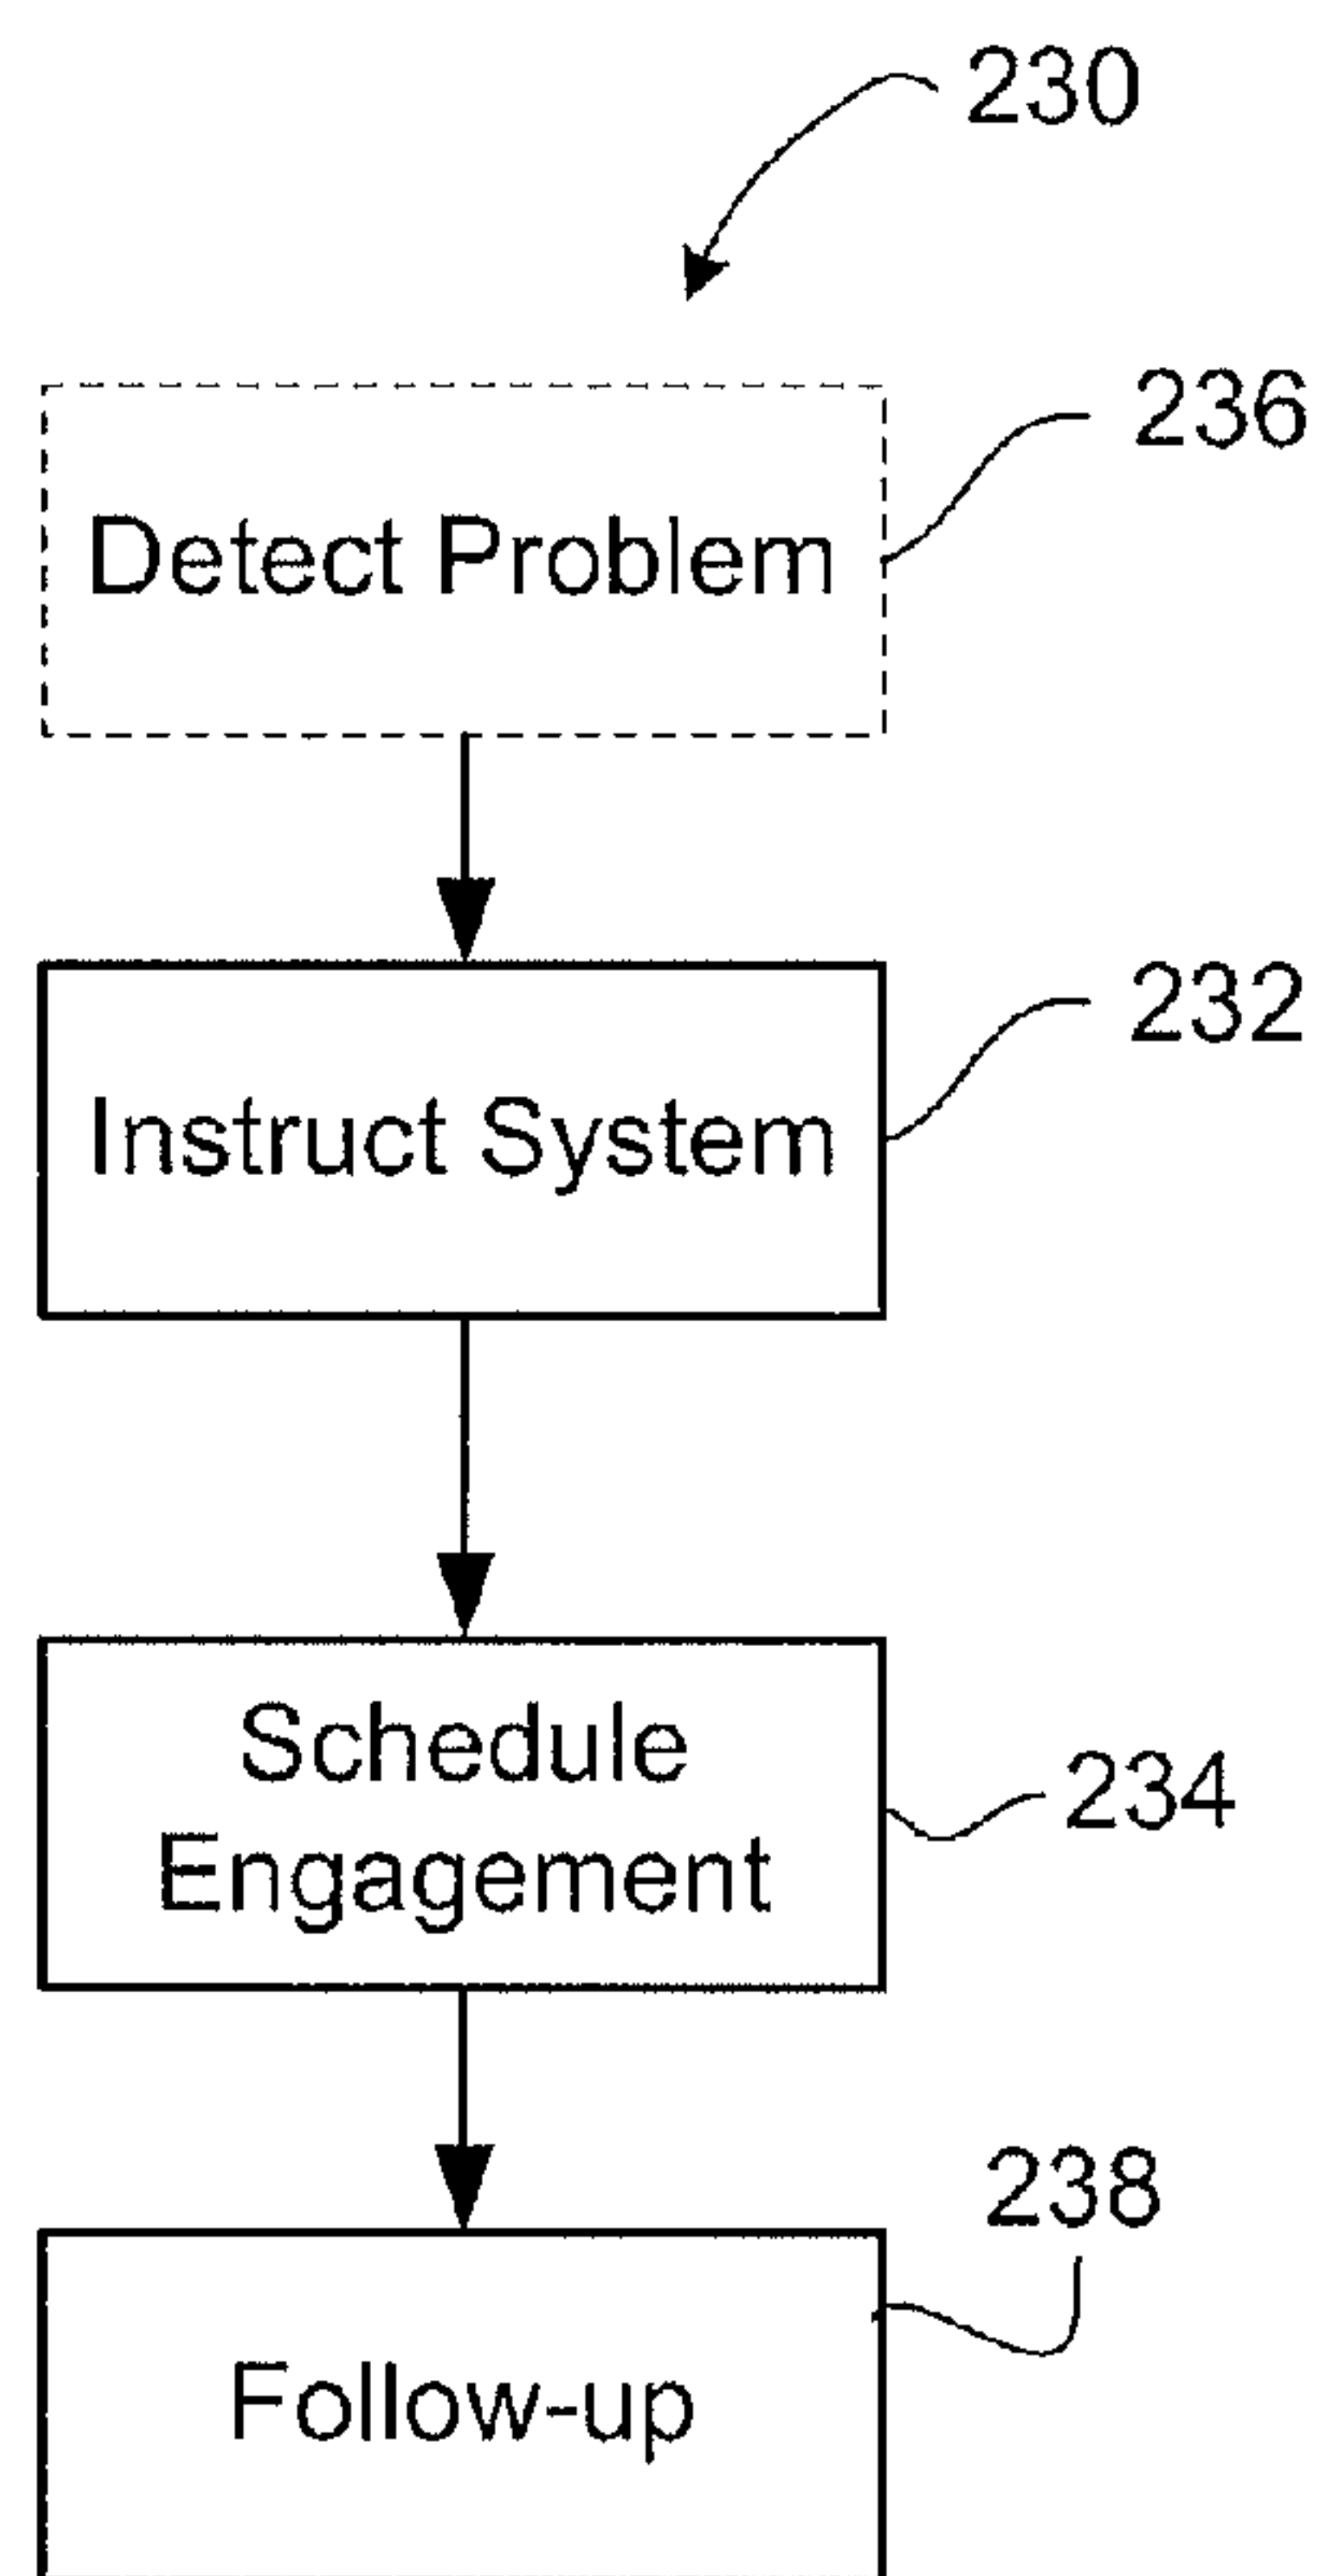 230
236
Detect Problem
232
Instruct System
Schedule
234
Engagement
238
Follow-up